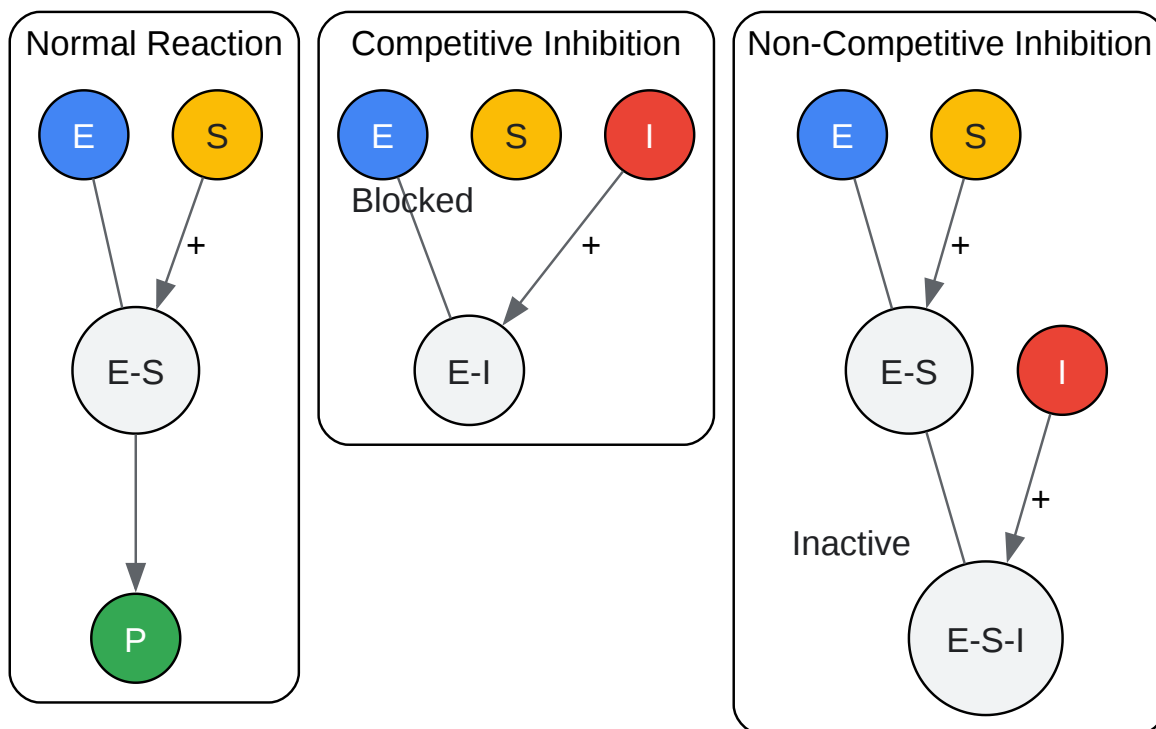 Normal Reaction
E
S
+
E-S
P
Competitive Inhibition
E
S
I
Blocked
+
E-I
Non-Competitive Inhibition
E
S
+
E-S
I
+
Inactive
E-S-I